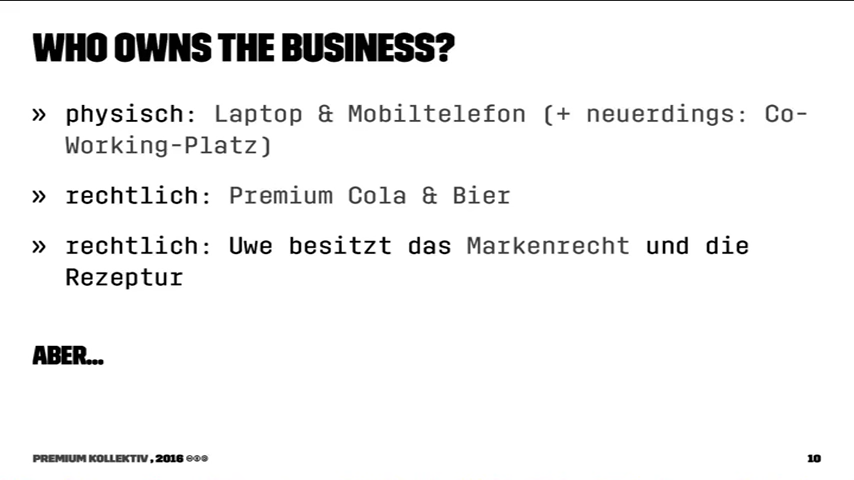 WHO OWNS THE BUSINESS?
» physisch: Laptop & Mobiltelefon (+ neuerdings: Co-
Working-Platz)
» rechtlich: Premium Cola & Bier
» rechtlich: Uwe besitzt das Markenrecht und die
Rezeptur
ABER...
PREMIUM KOLLEKTIV, 2016
10